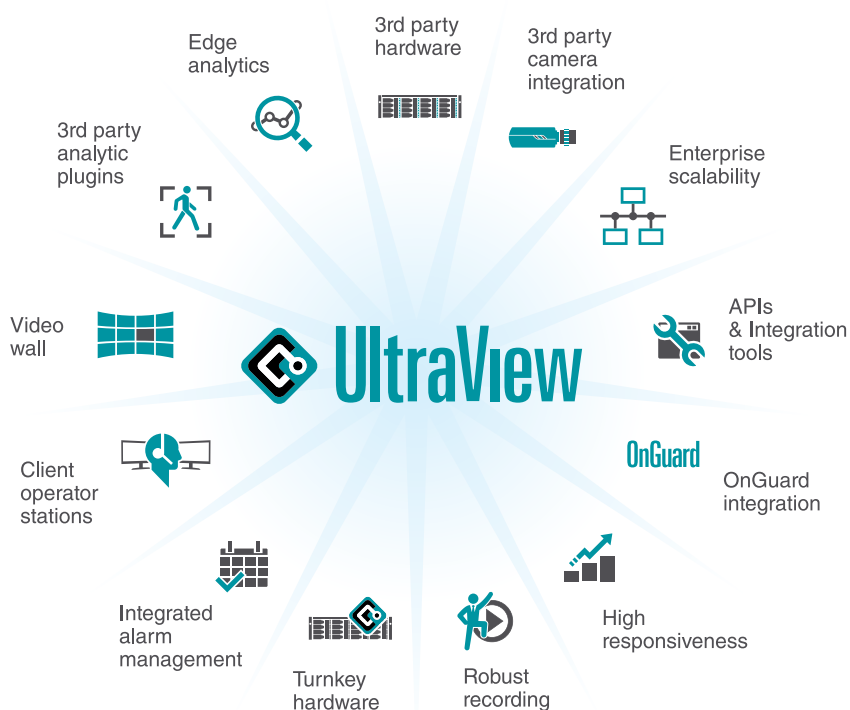 3rd party
hardware
3rd party
camera
integration
Enterprise
scalability
APIs
& Integration
tools
OnGuard
OnGuard
integration
High
responsiveness
Robust
recording
Turnkey
hardware
Integrated
alarm
management
Client
operator
stations
Video
wall
3rd party
analytic
plugins
Edge
analytics
UltraView